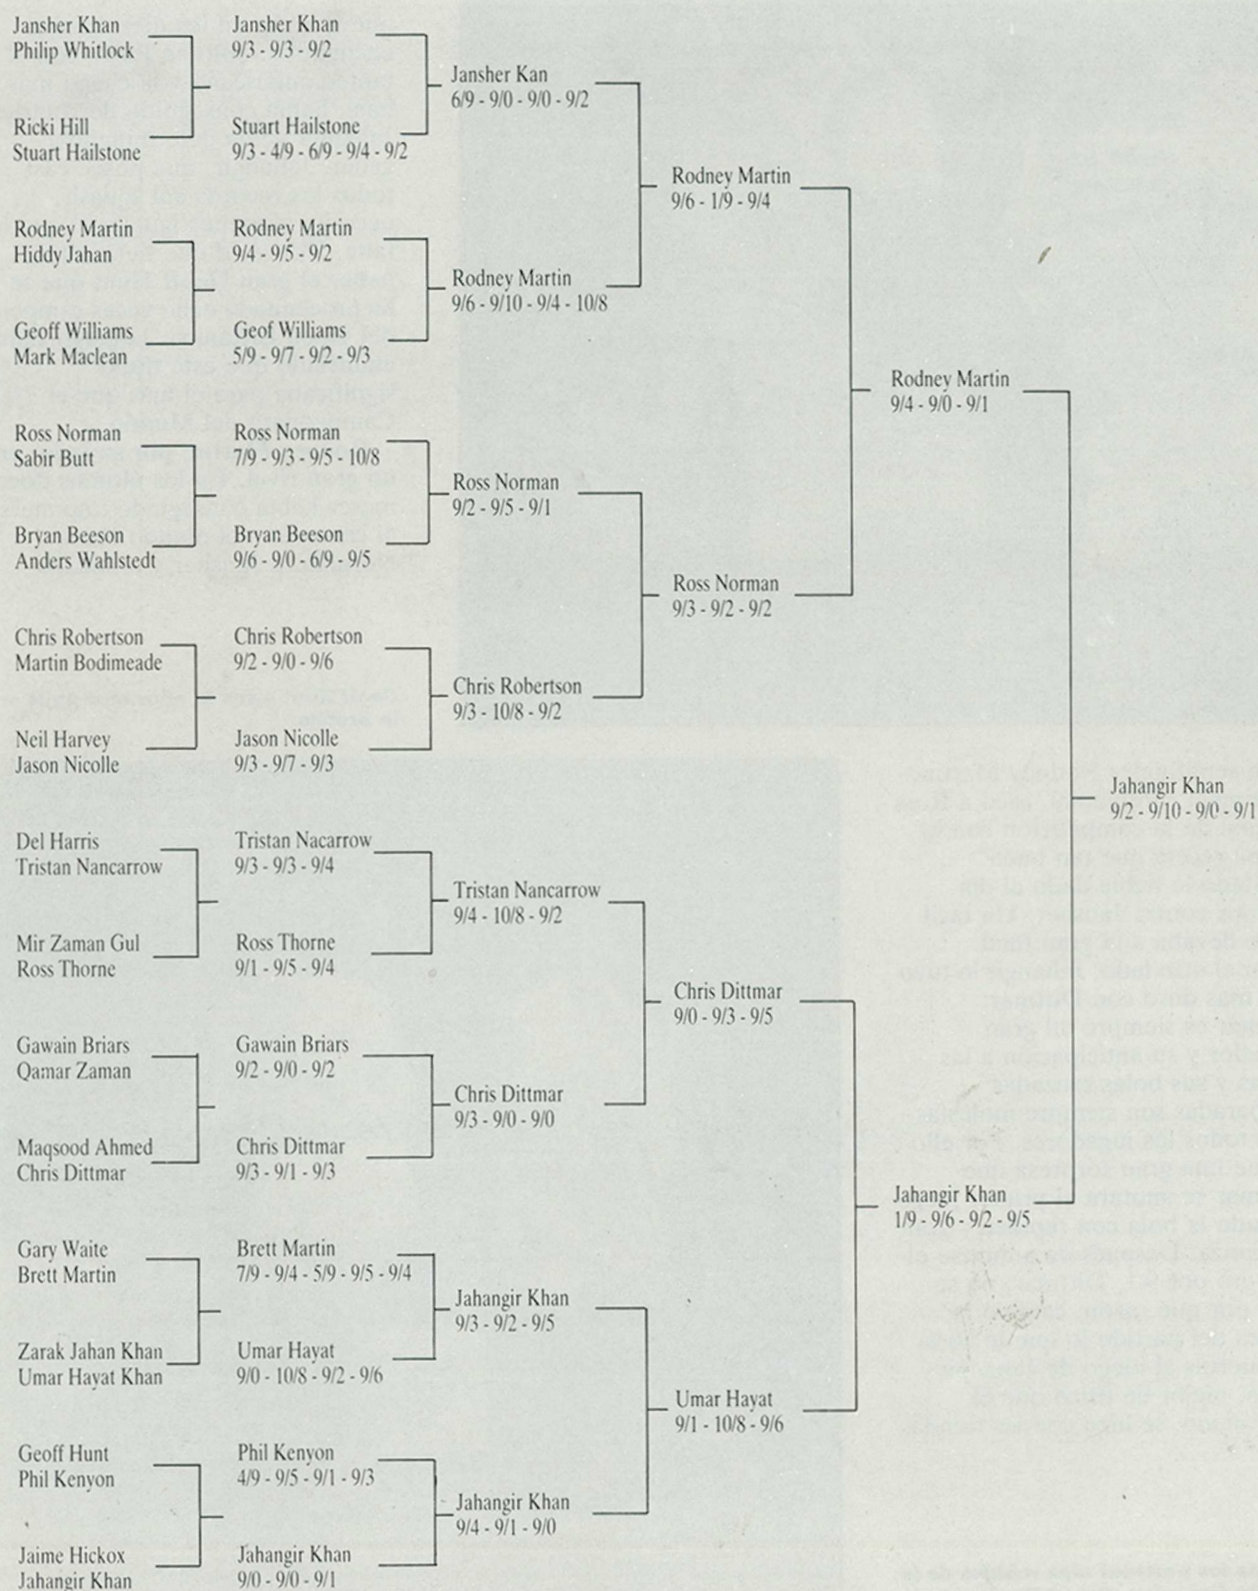 Jansher Khan
Philip Whitlock
Ricki Hill
Stuart Hailstone
Rodney Martin
Hiddy Jahan
Geoff Williams
Mark Maclean
Ross Norman
Sabir Butt
Bryan Beeson
Anders Wahlstedt
Chris Robertson
Martin Bodimeade
Neil Harvey
Jason Nicolle
Del Harris
Tristan Nancarrow
Mir Zaman Gul
Ross Thorne
Gawain Briars
Qamar Zaman
Maqsood Ahmed
Chris Dittmar
Gary Waite
Brett Martin
Zarak Jahan Khan
Umar Hayat Khan
Geoff Hunt
Phil Kenyon
Jaime Hickox
Jahangir Khan
Jansher Khan
9/3 - 9/3 - 9/2
Stuart Hailstone
9/3 - 4/9 - 6/9 - 9/4 - 9/2
Rodney Martin
9/4 - 9/5 - 9/2
Geof Williams
5/9 - 9/7 - 9/2 - 9/3
Ross Norman
7/9 - 9/3 - 9/5 - 10/8
Bryan Beeson
9/6 - 9/0 - 6/9 - 9/5
Chris Robertson
9/2 - 9/0 - 9/6
Jason Nicolle
9/3 - 9/7 - 9/3
Tristan Nacarrow
9/3 - 9/3 - 9/4
Ross Thorne
9/1 - 9/5 - 9/4
Gawain Briars
9/2 - 9/0 - 9/2
Chris Dittmar
9/3 - 9/1 - 9/3
Brett Martin
7/9 - 9/4 - 5/9 - 9/5 - 9/4
Umar Hayat
9/0 - 10/8 - 9/2 - 9/6
Phil Kenyon
4/9 - 9/5 - 9/1 - 9/3
Jahangir Khan
9/0 - 9/0 - 9/1
Jansher Kan
6/9 - 9/0 - 9/0 - 9/2
Rodney Martin
9/6 - 9/10 - 9/4 - 10/8
Ross Norman
9/2 - 9/5 - 9/1
Chris Robertson
9/3 - 10/8 - 9/2
Tristan Nancarrow
9/4 - 10/8 - 9/2
Chris Dittmar
9/3 - 9/0 - 9/0
Jahangir Khan
9/3 - 9/2 - 9/5
Jahangir Khan
9/4 - 9/1 - 9/0
Rodney Martin
9/6 - 1/9 - 9/4
Ross Norman
9/3 - 9/2 - 9/2
Chris Dittmar
9/0 - 9/3 - 9/5
Umar Hayat
9/1 - 10/8 - 9/6
Rodney Martin
9/4 - 9/0 - 9/1
Jahangir Khan
1/9 - 9/6 - 9/2 - 9/5
Jahangir Khan
9/2 - 9/10 - 9/0 - 9/1